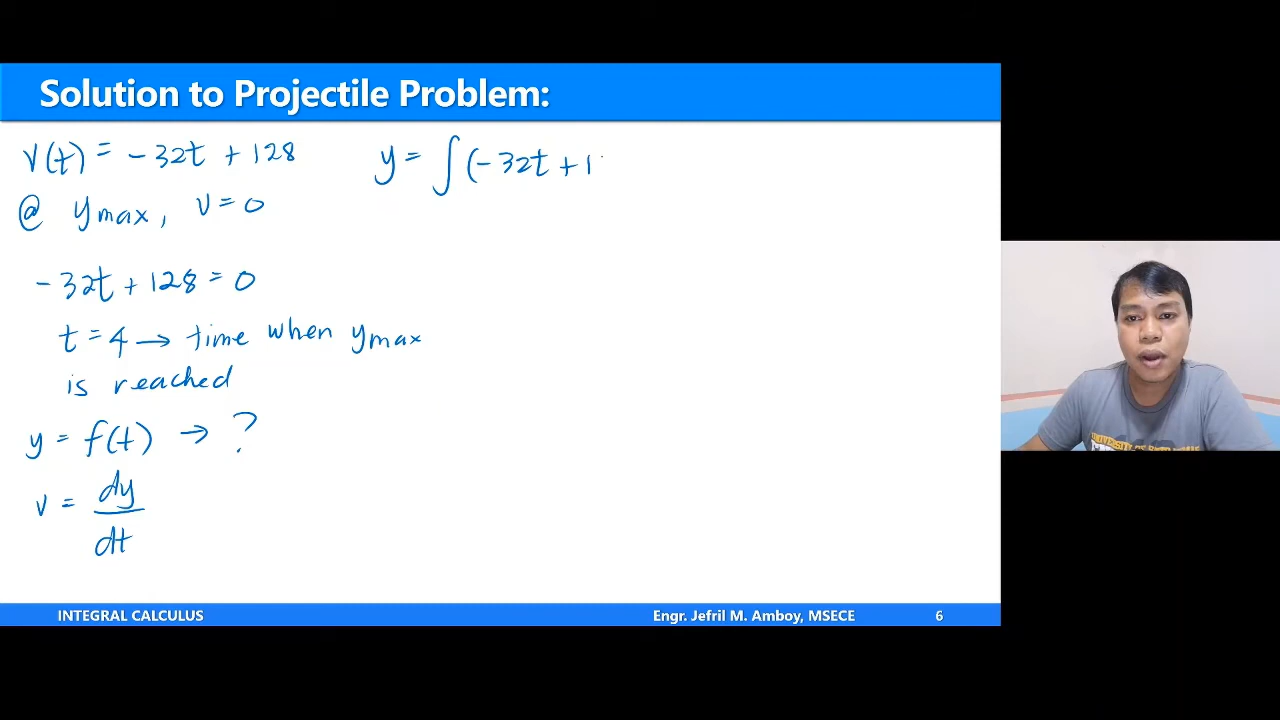 Solution to Projectile Problem:
v(t) = -32t + 128
@ ymax, v = 0
-32t + 128 = 0
t = 4 → time when ymax
is reached
y = f(t) → ?
v = dy
dt
y = ∫(-32t + 1
INTEGRAL CALCULUS
Engr. Jefril M. Amboy, MSECE
6